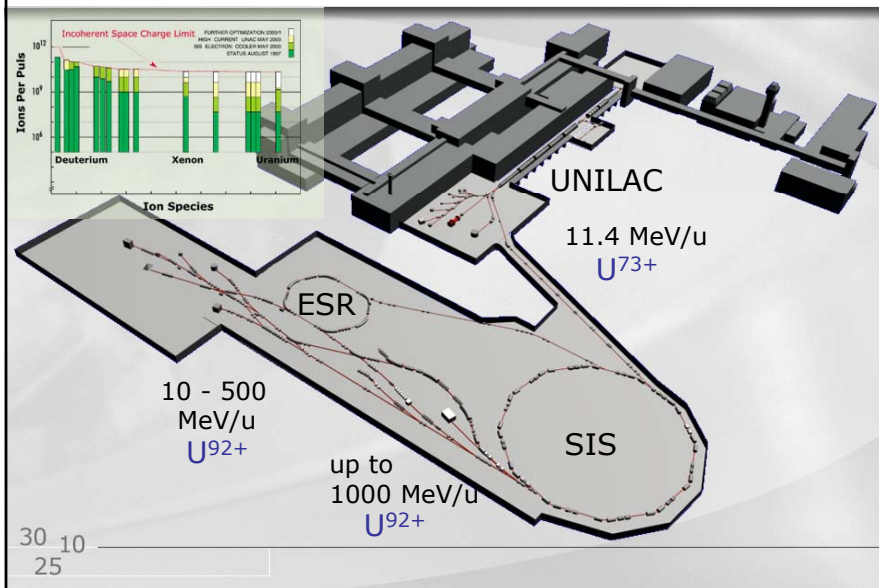 Incoherent Space Charge Limit
FURTHER OPTIMIZATION 2000/1
HIGH CURRENT LINAC MAY 2000
SIS ELECTRON COOLER MAY 2000
STATUS AUGUST 1997
Ions Per Puls
10¹²
10⁹
10⁶
Deuterium Xenon Uranium
Ion Species
UNILAC
11.4 MeV/u
U⁷³⁺
ESR
10 - 500
MeV/u
U⁹²⁺
SIS
up to
1000 MeV/u
U⁹²⁺
30 10
25